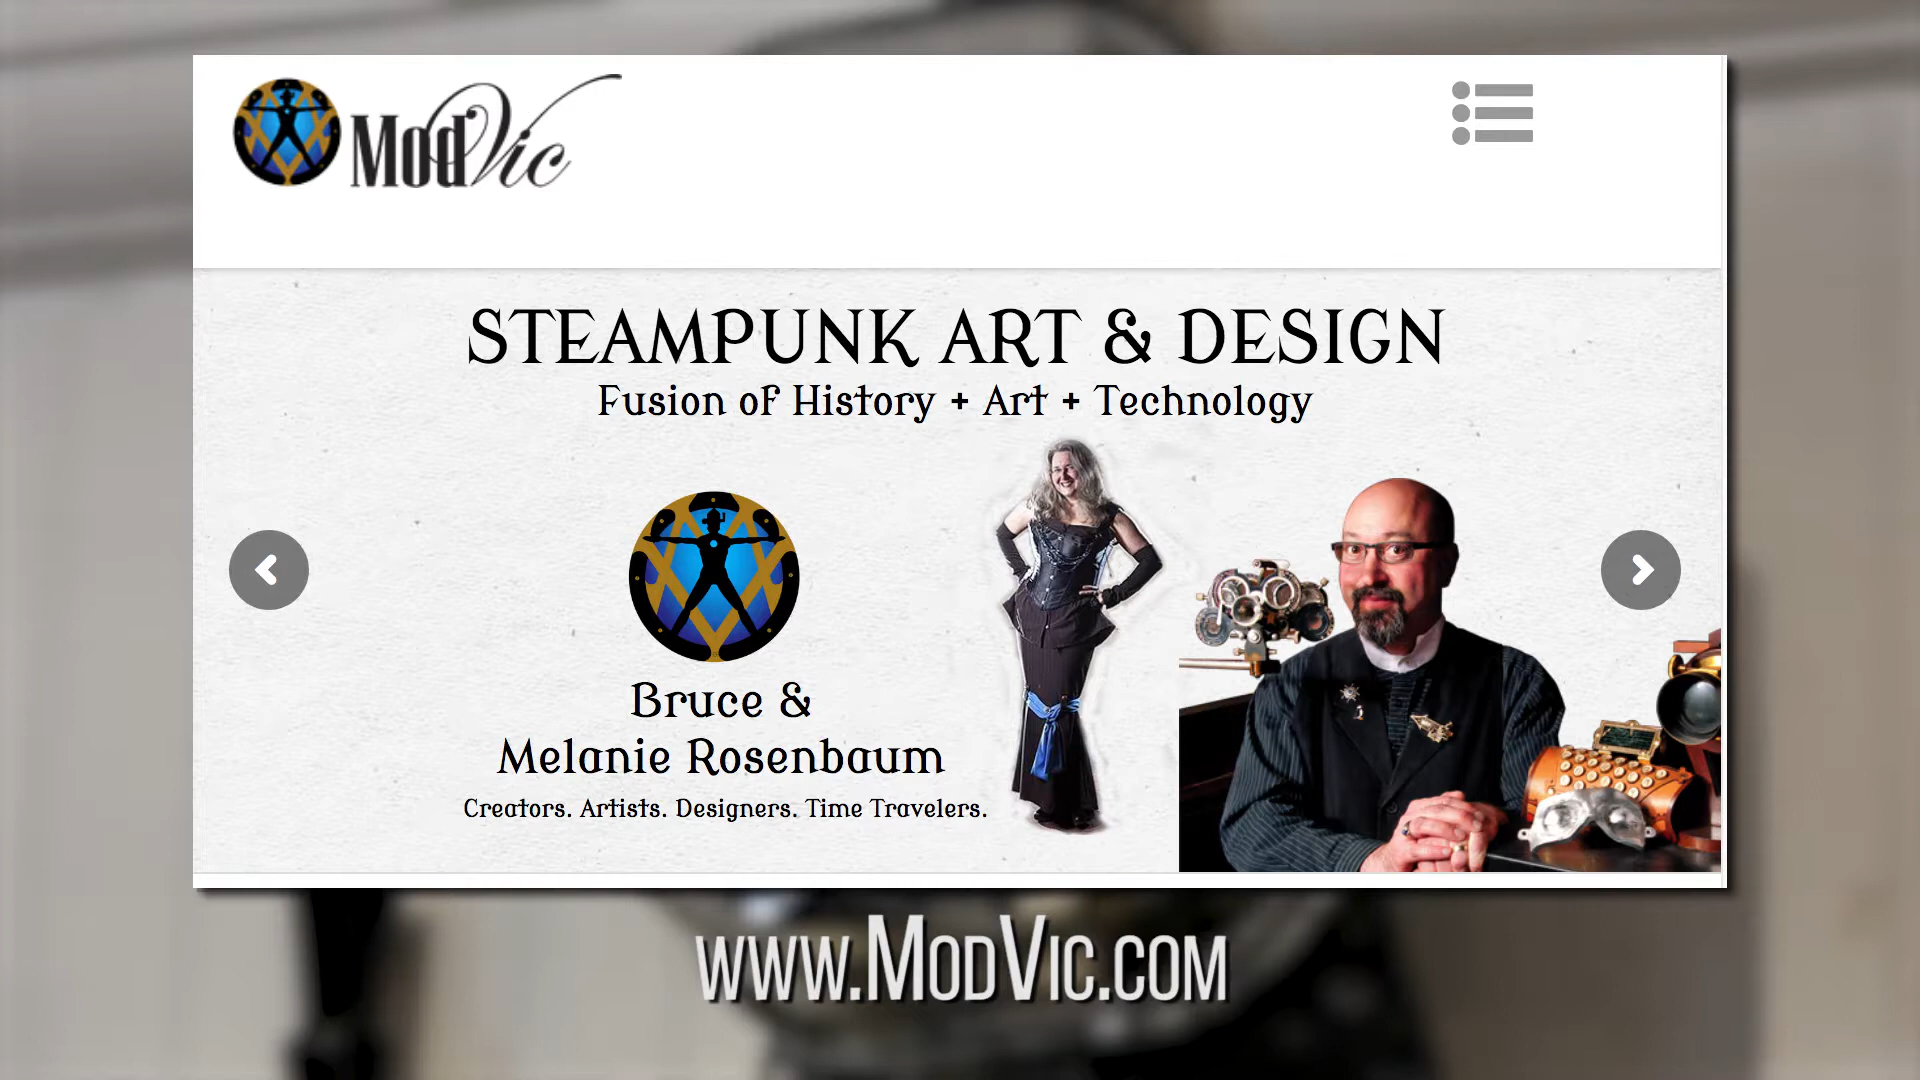 ModVic
STEAMPUNK ART & DESIGN
Fusion of History + Art + Technology
Bruce &
Melanie Rosenbaum
Creators. Artists. Designers. Time Travelers.
www.ModVic.com